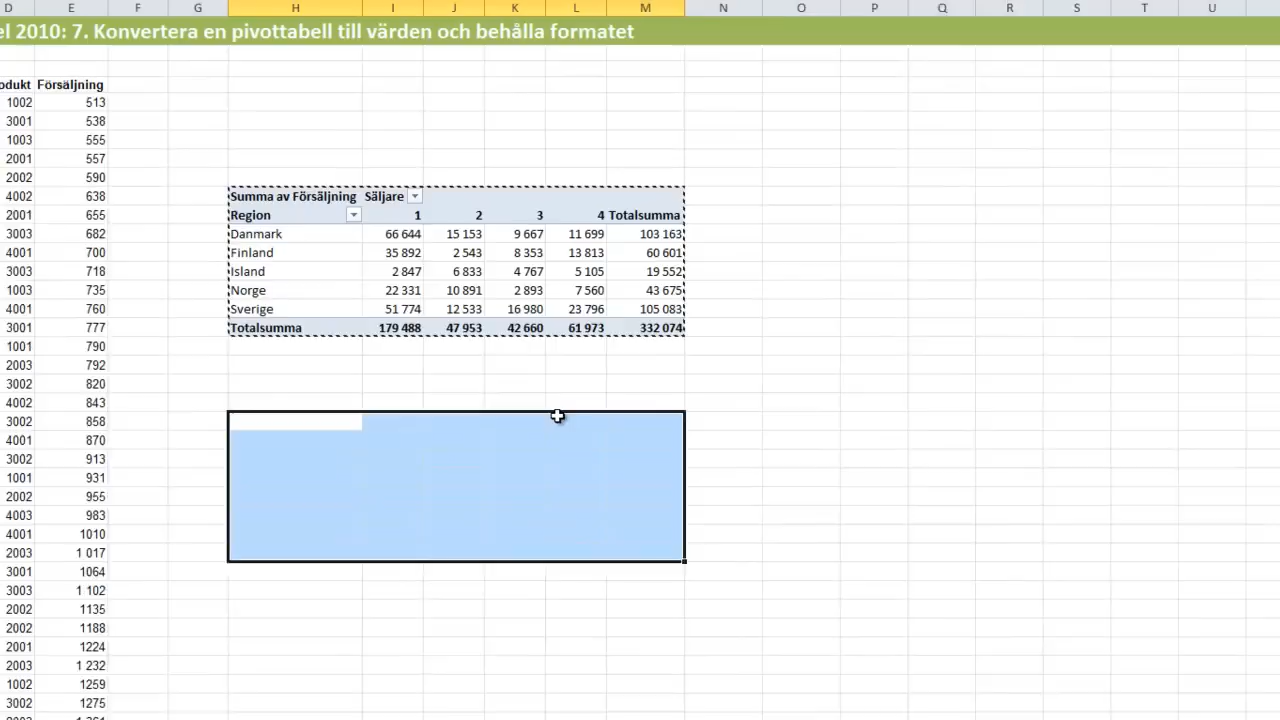 D E F G H I J K L M N O P Q R S T U
el 2010: 7. Konvertera en pivottabell till värden och behålla formatet
odukt Försäljning
1002 513
3001 538
1003 555
2001 557
2002 590
4002 638 Summa av Försäljning Säljare
2001 655 Region 1 2 3 4 Totalsumma
3003 682 Danmark 66 644 15 153 9 667 11 699 103 163
4001 700 Finland 35 892 2 543 8 353 13 813 60 601
3003 718 Island 2 847 6 833 4 767 5 105 19 552
1003 735 Norge 22 331 10 891 2 893 7 560 43 675
4001 760 Sverige 51 774 12 533 16 980 23 796 105 083
3001 777 Totalsumma 179 488 47 953 42 660 61 973 332 074
1001 790
2003 792
3002 820
4002 843
3002 858
4001 870
3002 913
1001 931
2002 955
4003 983
4001 1010
2003 1 017
3001 1064
3003 1 102
2002 1135
2002 1188
2001 1224
2003 1 232
1002 1259
3002 1275